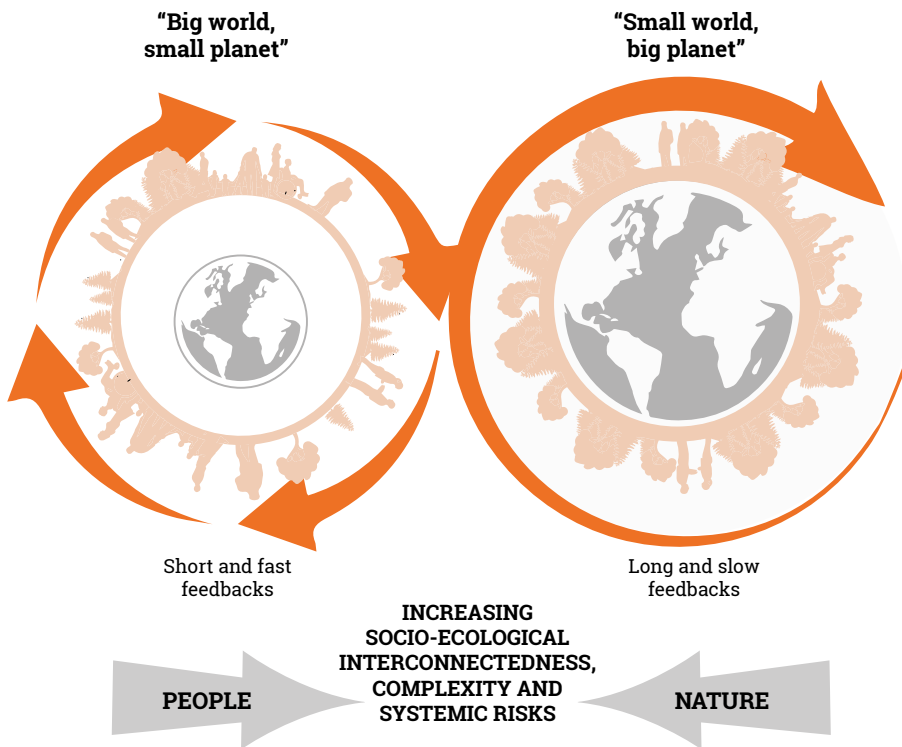 “Big world,
small planet”
“Small world,
big planet”
Short and fast
feedbacks
Long and slow
feedbacks
INCREASING
SOCIO-ECOLOGICAL
INTERCONNECTEDNESS,
COMPLEXITY AND
SYSTEMIC RISKS
PEOPLE
NATURE